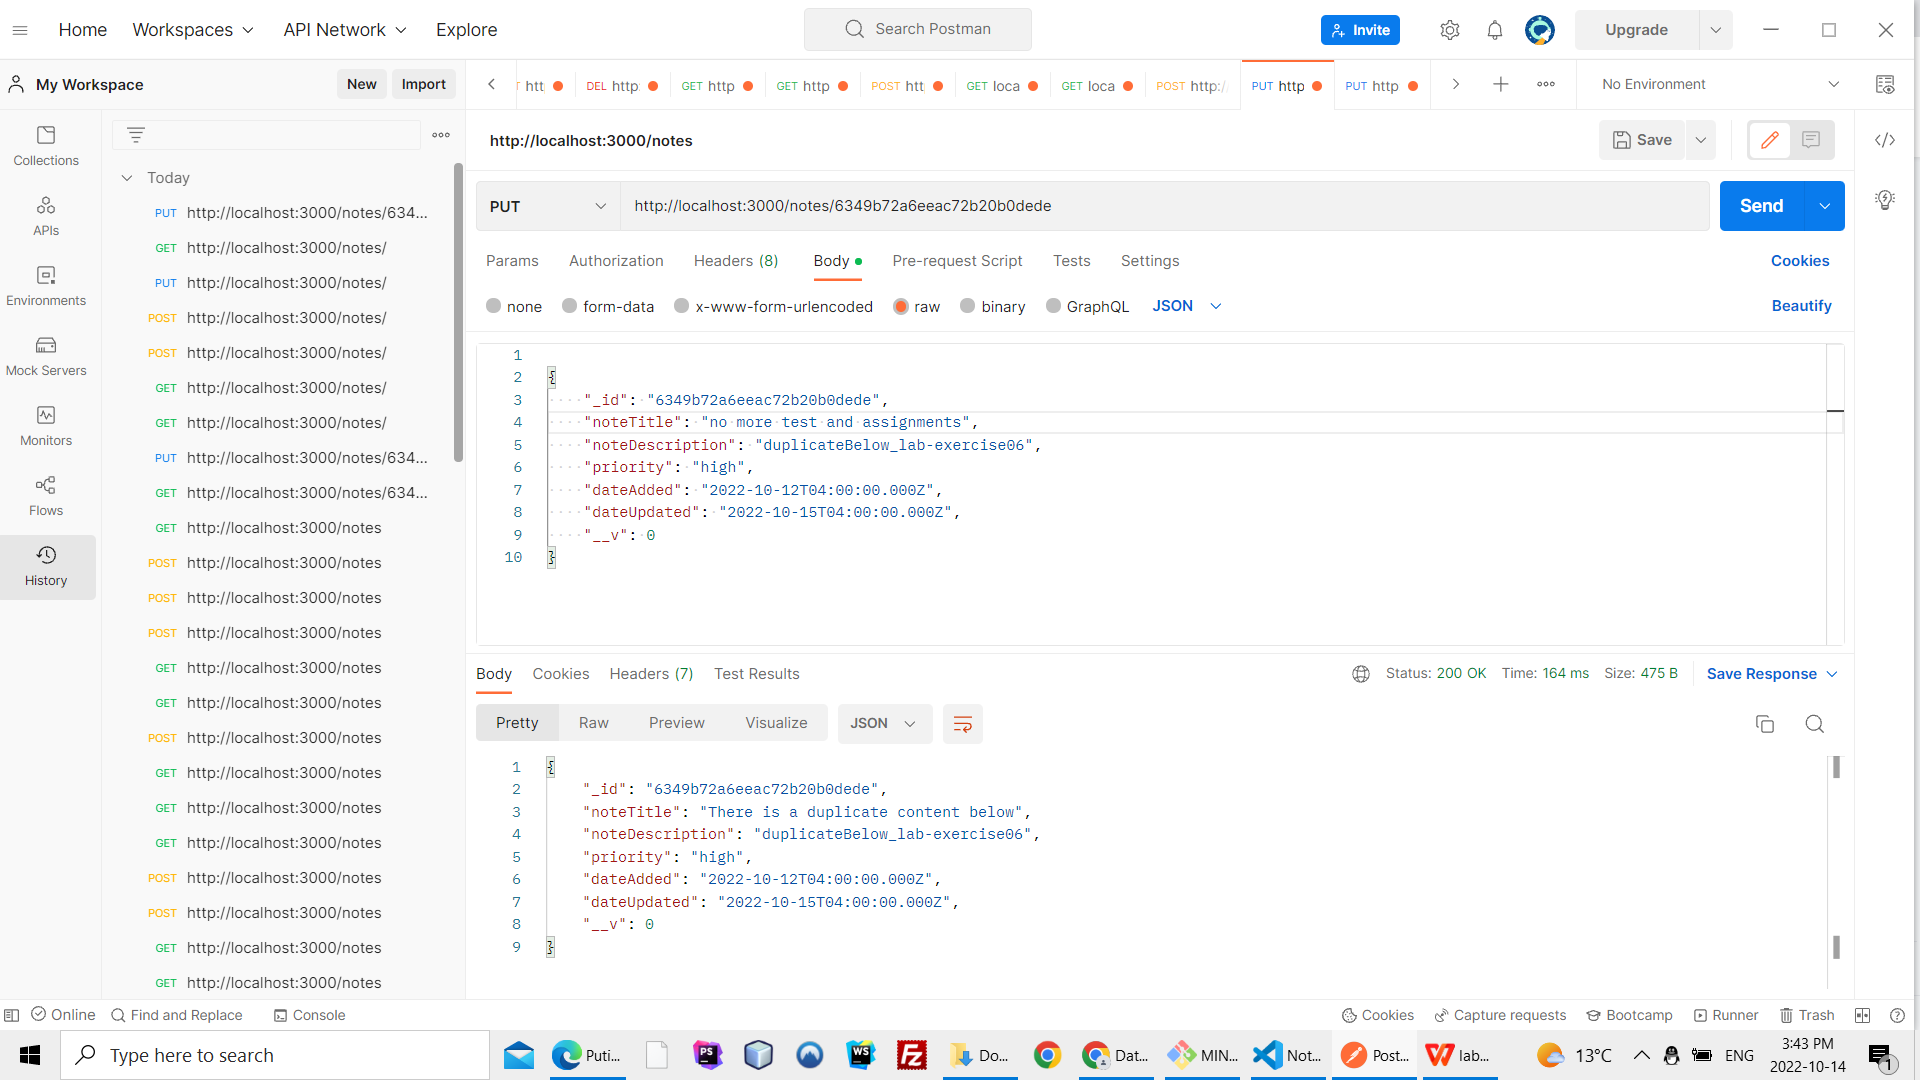 Home Workspaces API Network Explore Search Postman Invite Upgrade
My Workspace New Import
htt DEL http GET http GET http POST htt GET loca GET loca POST http:/ PUT http PUT http No Environment
Collections
APIs
Environments
Mock Servers
Monitors
Flows
History
Today
PUT http://localhost:3000/notes/634...
GET http://localhost:3000/notes/
PUT http://localhost:3000/notes/
POST http://localhost:3000/notes/
POST http://localhost:3000/notes/
GET http://localhost:3000/notes/
GET http://localhost:3000/notes/
PUT http://localhost:3000/notes/634...
GET http://localhost:3000/notes/634...
GET http://localhost:3000/notes
POST http://localhost:3000/notes
POST http://localhost:3000/notes
POST http://localhost:3000/notes
GET http://localhost:3000/notes
GET http://localhost:3000/notes
POST http://localhost:3000/notes
GET http://localhost:3000/notes
GET http://localhost:3000/notes
GET http://localhost:3000/notes
POST http://localhost:3000/notes
POST http://localhost:3000/notes
GET http://localhost:3000/notes
GET http://localhost:3000/notes
http://localhost:3000/notes Save
PUT http://localhost:3000/notes/6349b72a6eeac72b20b0dede Send
Params Authorization Headers (8) Body Pre-request Script Tests Settings Cookies
none form-data x-www-form-urlencoded raw binary GraphQL JSON Beautify
1
2 {
3 "_id": "6349b72a6eeac72b20b0dede",
4 "noteTitle": "no more test and assignments",
5 "noteDescription": "duplicateBelow_lab-exercise06",
6 "priority": "high",
7 "dateAdded": "2022-10-12T04:00:00.000Z",
8 "dateUpdated": "2022-10-15T04:00:00.000Z",
9 "__v": 0
10 }
Body Cookies Headers (7) Test Results Status: 200 OK Time: 164 ms Size: 475 B Save Response
Pretty Raw Preview Visualize JSON
1 {
2 "_id": "6349b72a6eeac72b20b0dede",
3 "noteTitle": "There is a duplicate content below",
4 "noteDescription": "duplicateBelow_lab-exercise06",
5 "priority": "high",
6 "dateAdded": "2022-10-12T04:00:00.000Z",
7 "dateUpdated": "2022-10-15T04:00:00.000Z",
8 "__v": 0
9 }
Online Find and Replace Console Cookies Capture requests Bootcamp Runner Trash
Type here to search Puti... PS WS FZ Do... Dat... MIN... Not... Post... lab... 13°C ENG 3:43 PM
2022-10-14 1